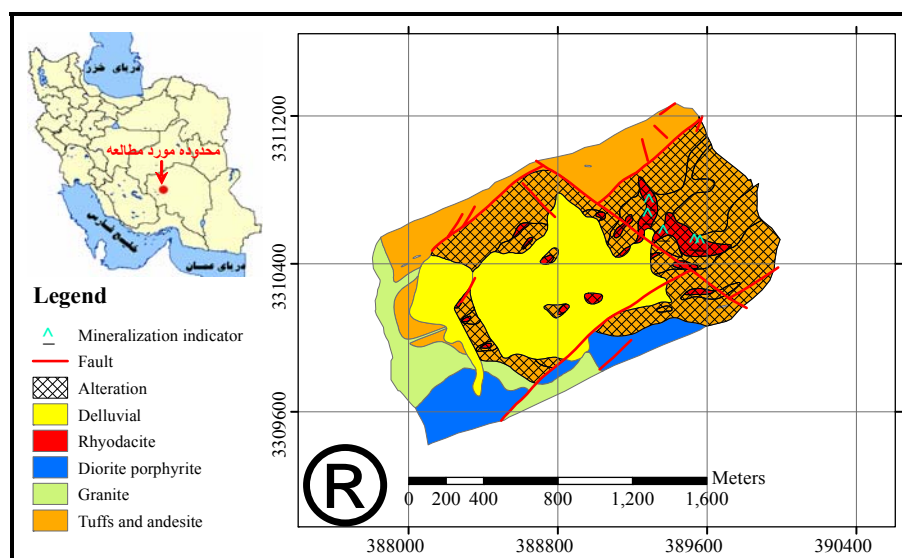 دریای خزر
محدوده مورد مطالعه
خلیج فارس
دریای عمان
Legend
^ Mineralization indicator
Fault
Alteration
Delluvial
Rhyodacite
Diorite porphyrite
Granite
Tuffs and andesite
3311200
3310400
3309600
®
Meters
0 200 400 800 1,200 1,600
388000 388800 389600 390400